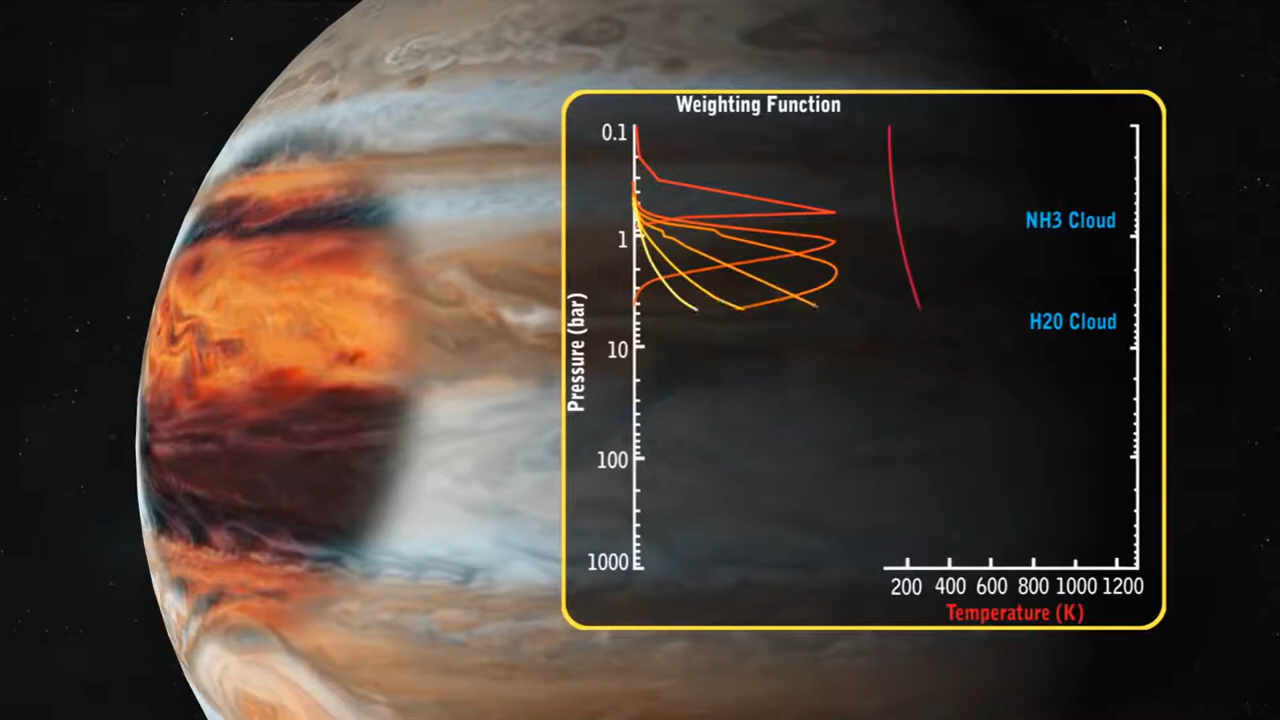 Weighting Function
0.1
1
10
100
1000
Pressure (bar)
NH3 Cloud
H20 Cloud
200 400 600 800 1000 1200
Temperature (K)